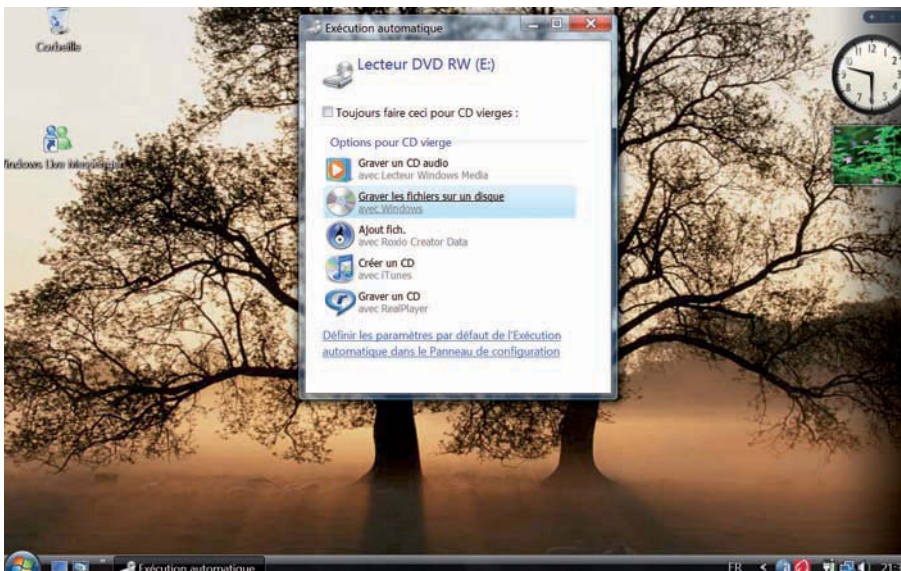 Corbeille
Windows Live Messenger
Exécution automatique
Lecteur DVD RW (E:)
Toujours faire ceci pour CD vierges :
Options pour CD vierge
Graver un CD audio
avec Lecteur Windows Media
Graver les fichiers sur un disque
avec Windows
Ajout fich.
avec Roxio Creator Data
Créer un CD
avec iTunes
Graver un CD
avec RealPlayer
Définir les paramètres par défaut de l'Exécution
automatique dans le Panneau de configuration
Exécution automatique
FR